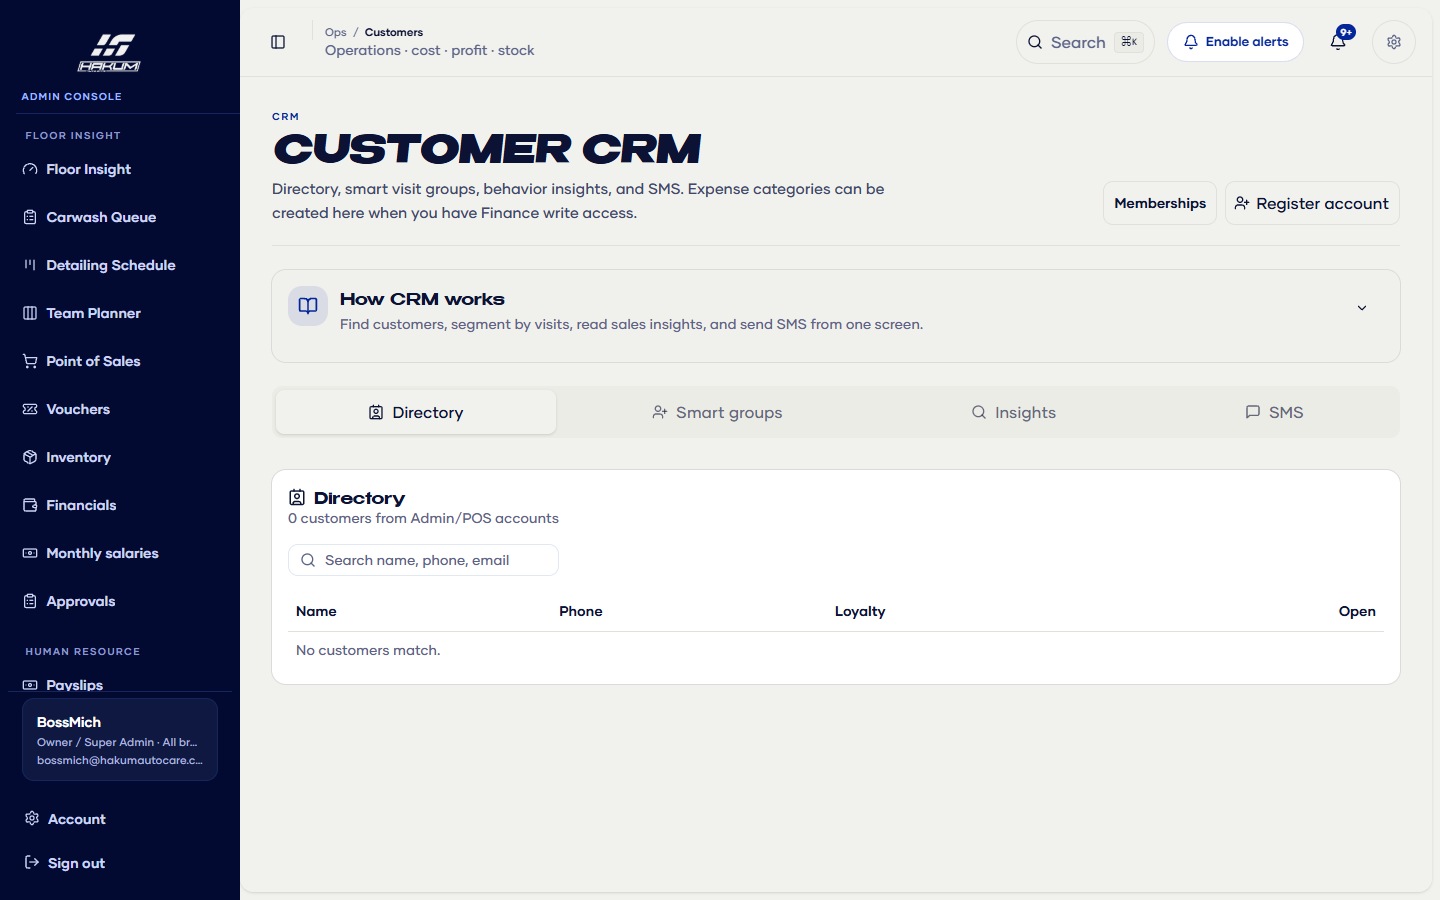 HAKUM
ADMIN CONSOLE
FLOOR INSIGHT
Floor Insight
Carwash Queue
Detailing Schedule
Team Planner
Point of Sales
Vouchers
Inventory
Financials
Monthly salaries
Approvals
HUMAN RESOURCE
Payslips
BossMich
Owner / Super Admin · All br...
bossmich@hakumautocare.c...
Account
Sign out
Ops / Customers
Operations · cost · profit · stock
Search ⌘K
Enable alerts
9+
CRM
CUSTOMER CRM
Directory, smart visit groups, behavior insights, and SMS. Expense categories can be
created here when you have Finance write access.
Memberships
Register account
How CRM works
Find customers, segment by visits, read sales insights, and send SMS from one screen.
Directory Smart groups Insights SMS
Directory
0 customers from Admin/POS accounts
Search name, phone, email
Name Phone Loyalty Open
No customers match.